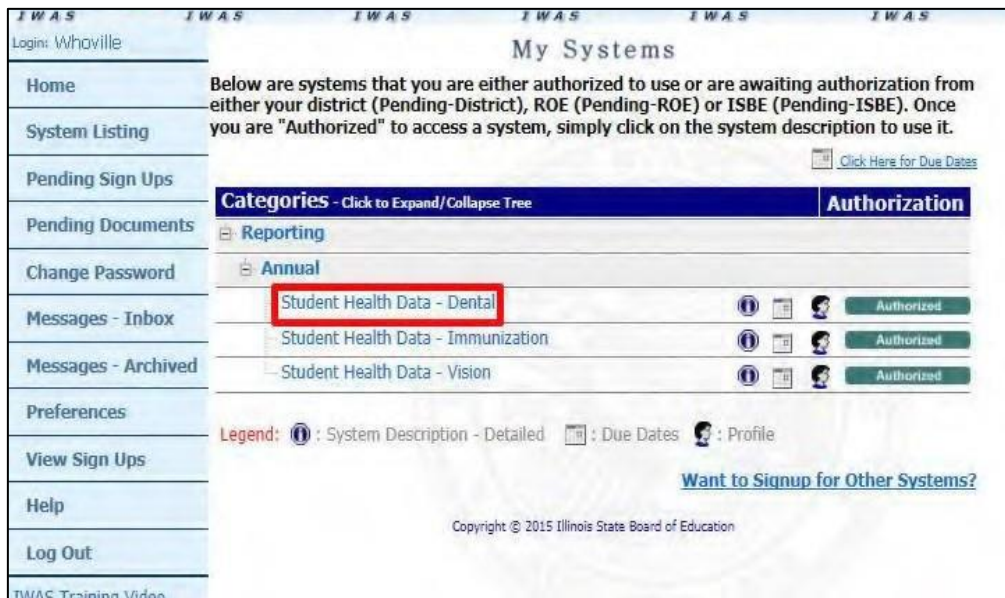 IWAS IWAS IWAS IWAS IWAS IWAS
Login: Whoville
My Systems
Home
System Listing
Pending Sign Ups
Pending Documents
Change Password
Messages - Inbox
Messages - Archived
Preferences
View Sign Ups
Help
Log Out
IWAS Training Video
Below are systems that you are either authorized to use or are awaiting authorization from
either your district (Pending-District), ROE (Pending-ROE) or ISBE (Pending-ISBE). Once
you are "Authorized" to access a system, simply click on the system description to use it.
Click Here for Due Dates
Categories - Click to Expand/Collapse Tree Authorization
Reporting
Annual
Student Health Data - Dental Authorized
Student Health Data - Immunization Authorized
Student Health Data - Vision Authorized
Legend: : System Description - Detailed : Due Dates : Profile
Want to Signup for Other Systems?
Copyright © 2015 Illinois State Board of Education